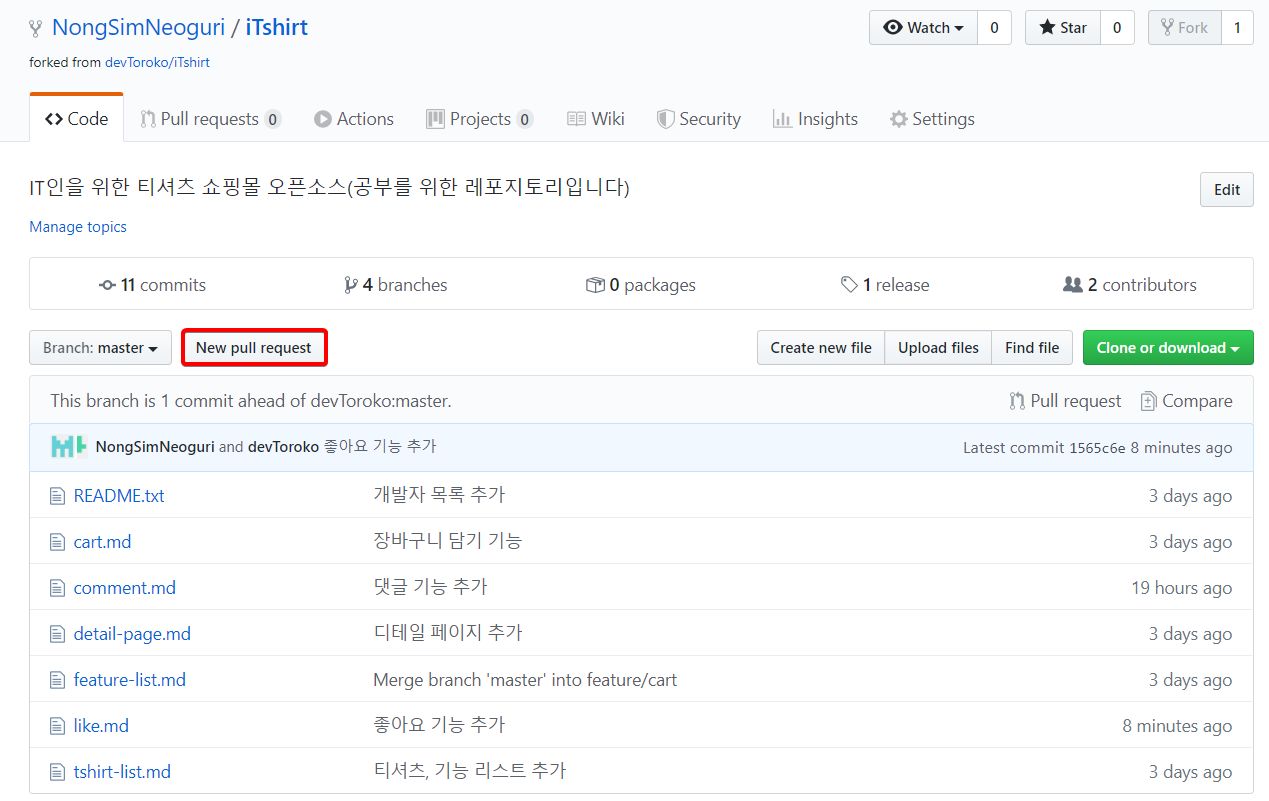 NongSimNeoguri / iTshirt
Watch 0 Star 0 Fork 1
forked from devToroko/iTshirt
Code Pull requests 0 Actions Projects 0 Wiki Security Insights Settings
IT인을 위한 티셔츠 쇼핑몰 오픈소스(공부를 위한 레포지토리입니다)
Edit
Manage topics
11 commits 4 branches 0 packages 1 release 2 contributors
Branch: master New pull request Create new file Upload files Find file Clone or download
This branch is 1 commit ahead of devToroko:master. Pull request Compare
NongSimNeoguri and devToroko 좋아요 기능 추가 Latest commit 1565c6e 8 minutes ago
README.txt 개발자 목록 추가 3 days ago
cart.md 장바구니 담기 기능 3 days ago
comment.md 댓글 기능 추가 19 hours ago
detail-page.md 디테일 페이지 추가 3 days ago
feature-list.md Merge branch 'master' into feature/cart 3 days ago
like.md 좋아요 기능 추가 8 minutes ago
tshirt-list.md 티셔츠, 기능 리스트 추가 3 days ago